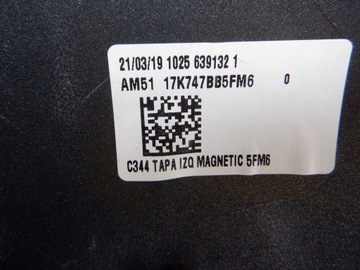 21/03/19 1025 639132 1
AM51 17K747BB5FM6 0
C344 TAPA IZQ MAGNETIC 5FM6